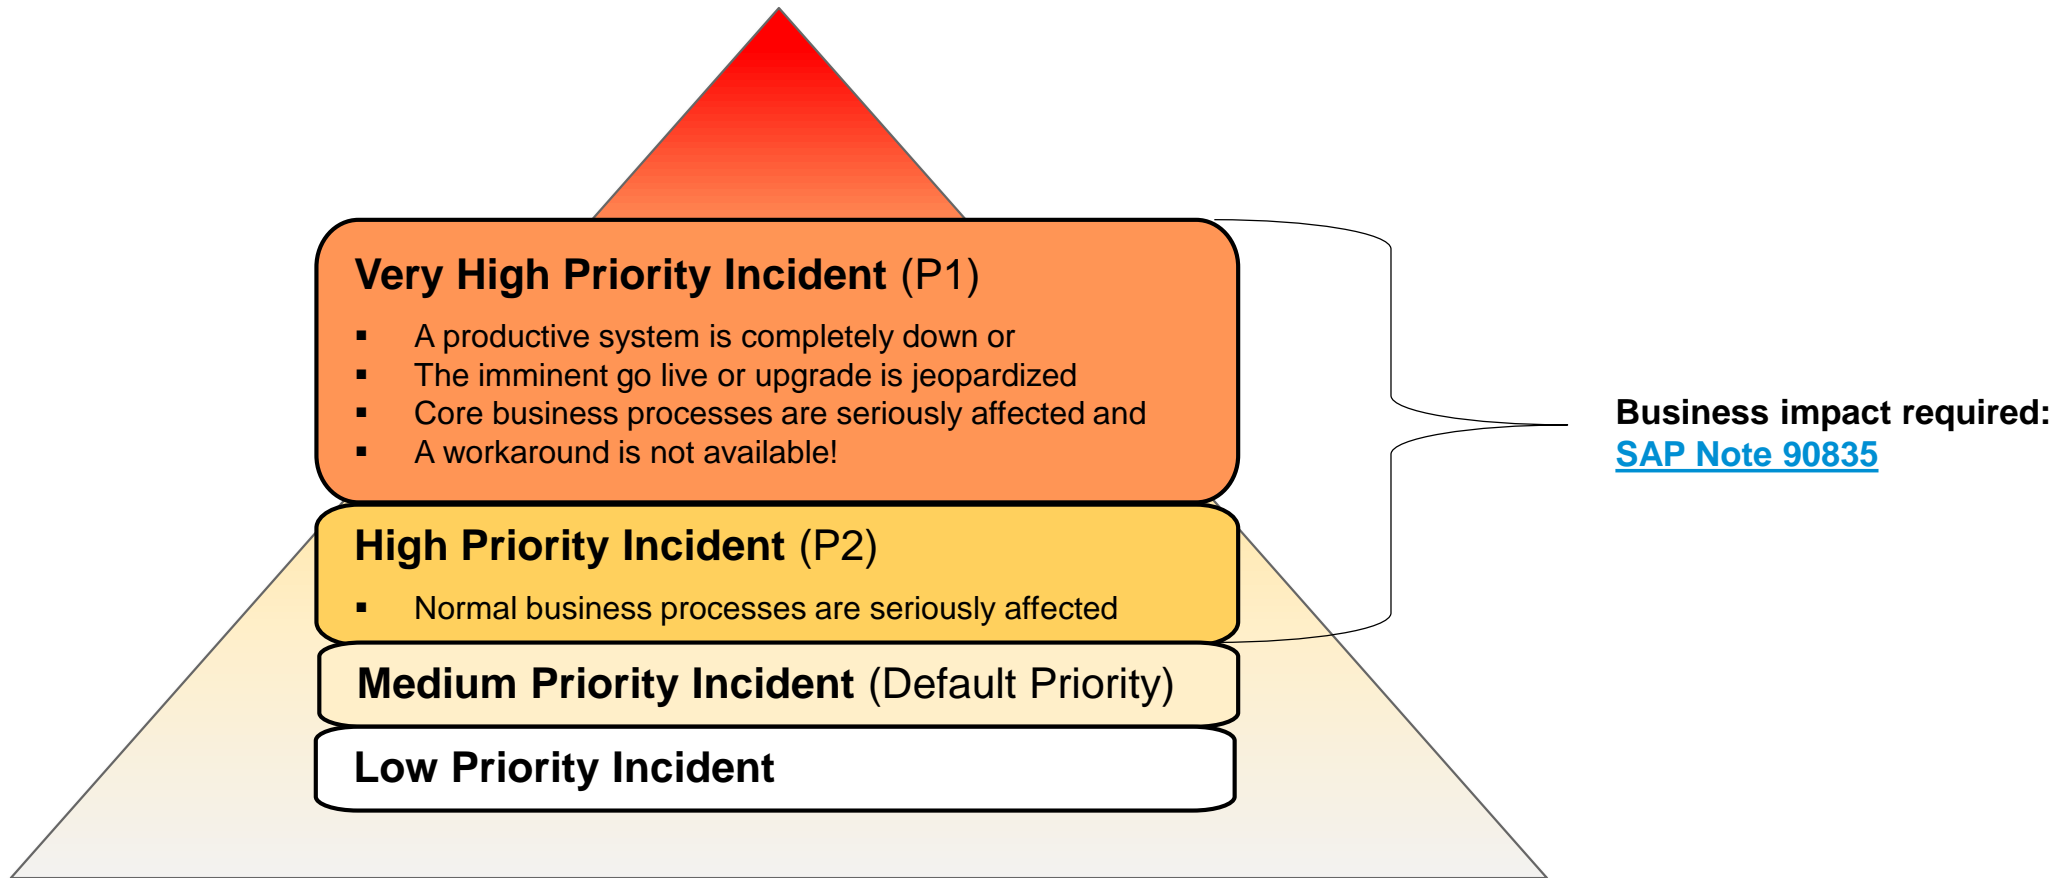 Very High Priority Incident (P1)
▪ A productive system is completely down or
▪ The imminent go live or upgrade is jeopardized
▪ Core business processes are seriously affected and
▪ A workaround is not available!
High Priority Incident (P2)
▪ Normal business processes are seriously affected
Medium Priority Incident (Default Priority)
Low Priority Incident
Business impact required:
SAP Note 90835